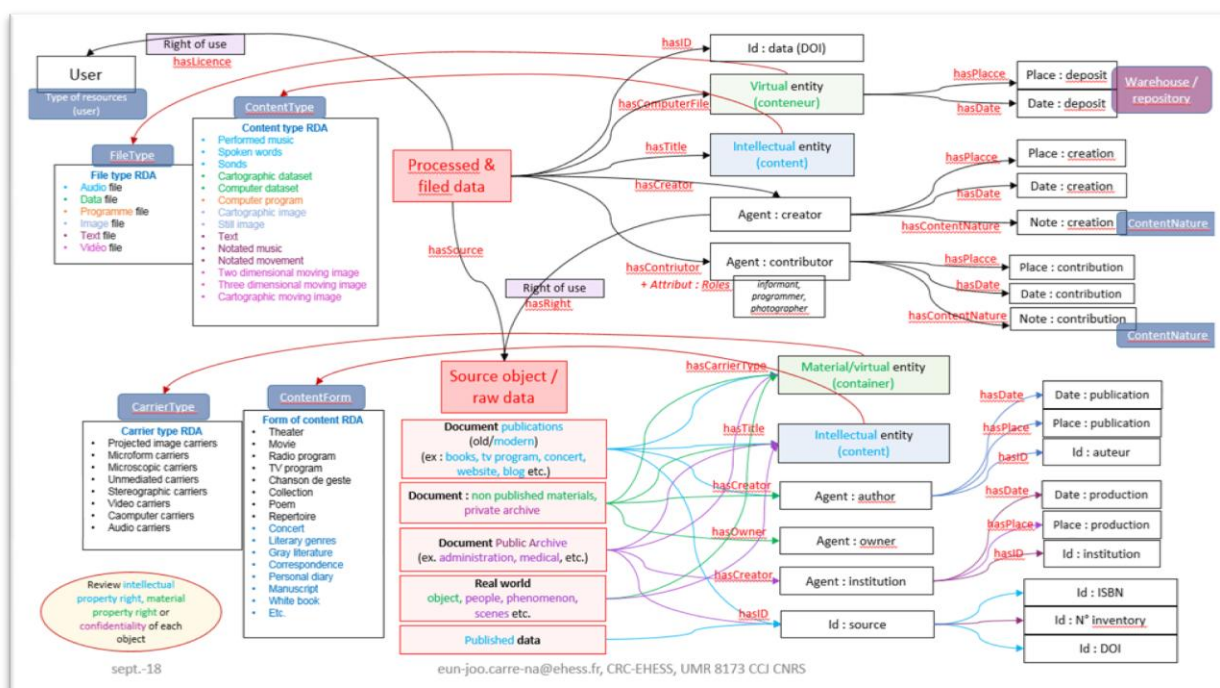 Right of use
hasLicence
User
Type of resources
(user)
ContentType
Content type RDA
• Performed music
• Spoken words
• Sonds
• Cartographic dataset
• Computer dataset
• Computer program
• Cartographic image
• Still image
• Text
• Notated music
• Notated movement
• Two dimensional moving image
• Three dimensional moving image
• Cartographic moving image
FileType
File type RDA
• Audio file
• Data file
• Programme file
• Image file
• Text file
• Vidéo file
Processed &
filed data
hasSource
hasID
Id : data (DOI)
hasComputerFile
Virtual entity
(conteneur)
hasPlacce
Place : deposit
hasDate
Date : deposit
Warehouse /
repository
hasTitle
Intellectual entity
(content)
hasCreator
Agent : creator
hasPlacce
Place : creation
hasDate
Date : creation
hasContentNature
Note : creation
ContentNature
hasContriutor
+ Attribut : Roles
Agent : contributor
informant,
programmer,
photographer
hasPlacce
Place : contribution
hasDate
Date : contribution
hasContentNature
Note : contribution
ContentNature
Right of use
hasRight
Source object /
raw data
CarrierType
Carrier type RDA
• Projected image carriers
• Microform carriers
• Microscopic carriers
• Unmediated carriers
• Stereographic carriers
• Video carriers
• Caomputer carriers
• Audio carriers
ContentForm
Form of content RDA
• Theater
• Movie
• Radio program
• TV program
• Chanson de geste
• Collection
• Poem
• Repertoire
• Concert
• Literary genres
• Gray literature
• Correspondence
• Personal diary
• Manuscript
• White book
• Etc.
Document publications
(old/modern)
(ex : books, tv program, concert,
website, blog etc.)
Document : non published materials,
private archive
Document Public Archive
(ex. administration, medical, etc.)
Real world
object, people, phenomenon,
scenes etc.
Published data
hasCarrierType
Material/virtual entity
(container)
hasTitle
Intellectual entity
(content)
hasCreator
Agent : author
hasOwner
Agent : owner
hasCreator
Agent : institution
hasID
Id : source
hasDate
Date : publication
hasPlace
Place : publication
hasID
Id : auteur
hasDate
Date : production
hasPlace
Place : production
hasID
Id : institution
Id : ISBN
Id : N° inventory
Id : DOI
Review intellectual
property right, material
property right or
confidentiality of each
object
sept.-18
eun-joo.carre-na@ehess.fr, CRC-EHESS, UMR 8173 CCJ CNRS